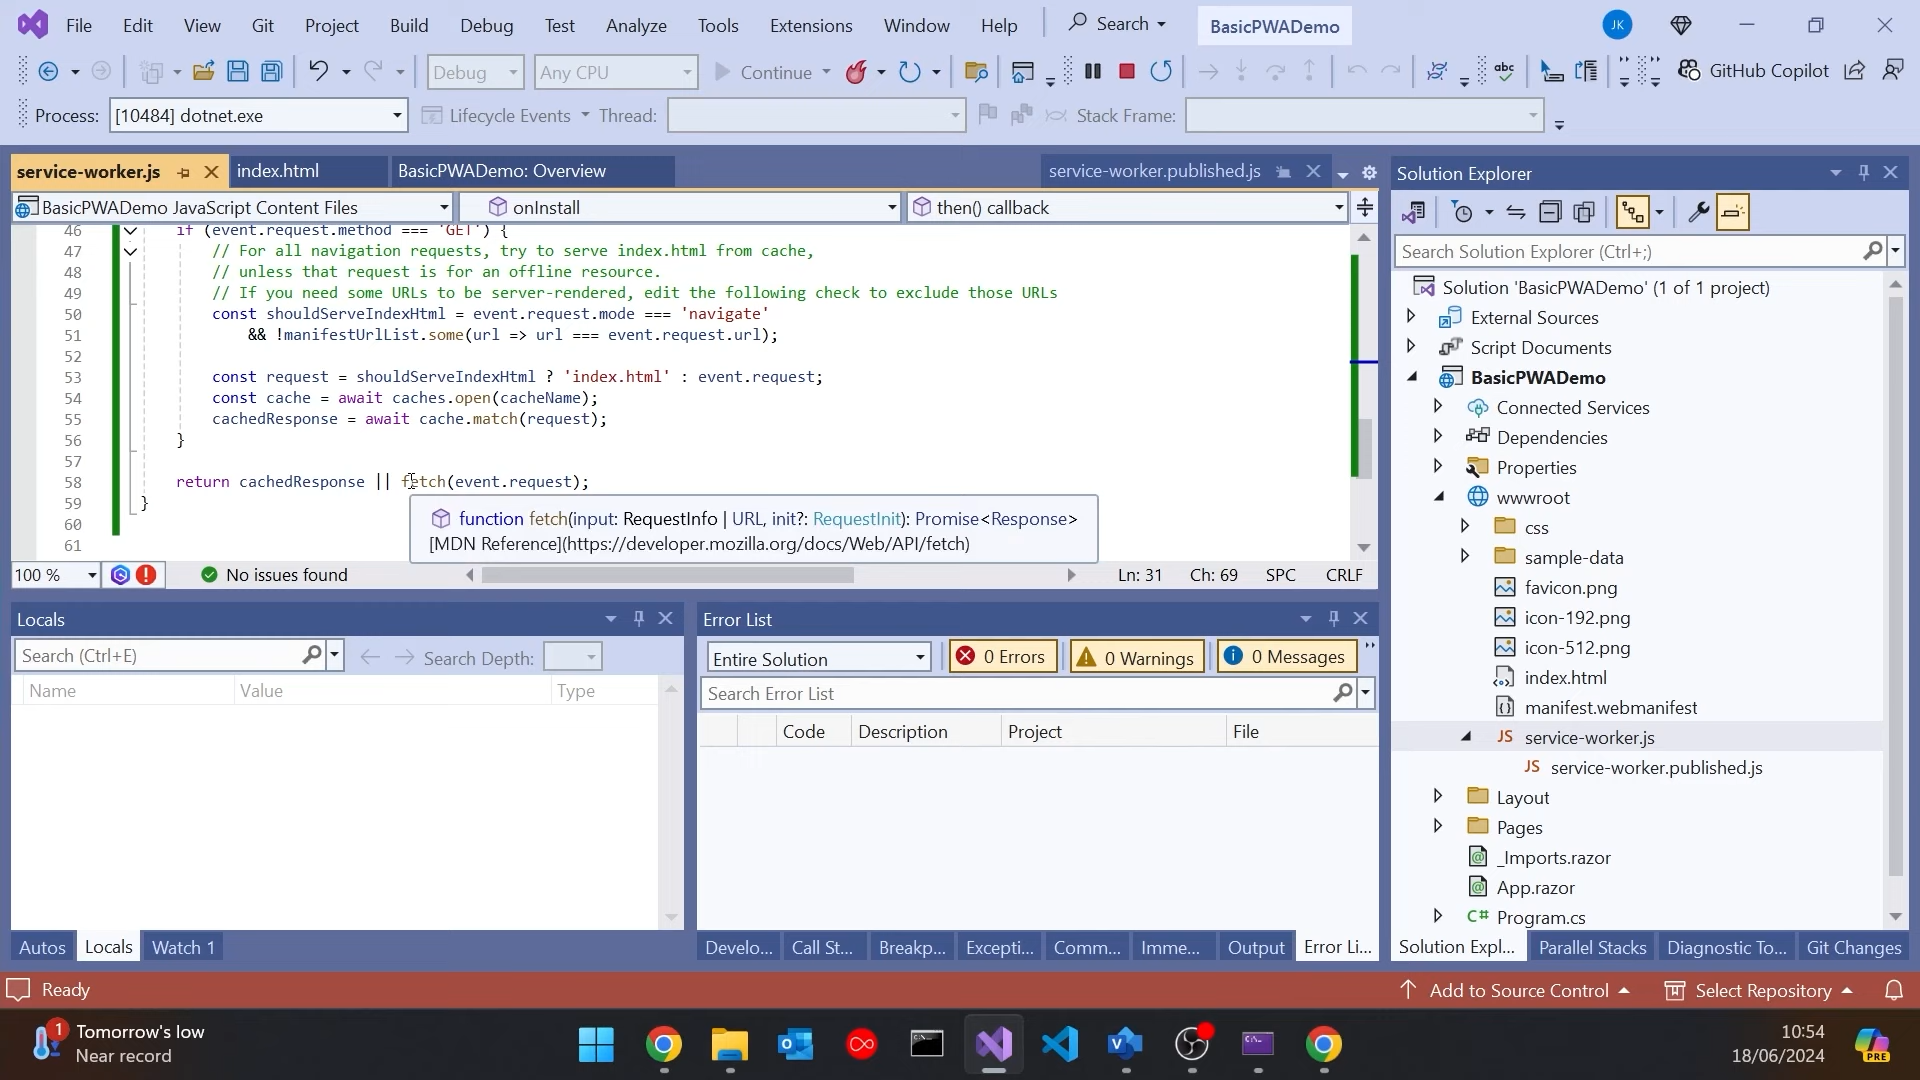 File Edit View Git Project Build Debug Test Analyze Tools Extensions Window Help Search BasicPWADemo JK
Debug Any CPU Continue abc GitHub Copilot
Process: [10484] dotnet.exe Lifecycle Events Thread: Stack Frame:
service-worker.js index.html BasicPWADemo: Overview service-worker.published.js
BasicPWADemo JavaScript Content Files onInstall then() callback
46 if (event.request.method === 'GET') {
47 // For all navigation requests, try to serve index.html from cache,
48 // unless that request is for an offline resource.
49 // If you need some URLs to be server-rendered, edit the following check to exclude those URLs
50 const shouldServeIndexHtml = event.request.mode === 'navigate'
51 && !manifestUrlList.some(url => url === event.request.url);
52
53 const request = shouldServeIndexHtml ? 'index.html' : event.request;
54 const cache = await caches.open(cacheName);
55 cachedResponse = await cache.match(request);
56 }
57
58 return cachedResponse || fetch(event.request);
59 }
60
61
function fetch(input: RequestInfo | URL, init?: RequestInit): Promise<Response>
[MDN Reference](https://developer.mozilla.org/docs/Web/API/fetch)
100 % No issues found Ln: 31 Ch: 69 SPC CRLF
Locals
Search (Ctrl+E) Search Depth:
Name Value Type
Autos Locals Watch 1
Error List
Entire Solution 0 Errors 0 Warnings 0 Messages
Search Error List
Code Description Project File
Develo... Call St... Breakp... Excepti... Comm... Imme... Output Error Li...
Solution Explorer
Search Solution Explorer (Ctrl+;)
Solution 'BasicPWADemo' (1 of 1 project)
External Sources
Script Documents
BasicPWADemo
Connected Services
Dependencies
Properties
wwwroot
css
sample-data
favicon.png
icon-192.png
icon-512.png
index.html
manifest.webmanifest
JS service-worker.js
JS service-worker.published.js
Layout
Pages
_Imports.razor
App.razor
C# Program.cs
Solution Expl... Parallel Stacks Diagnostic To... Git Changes
Ready Add to Source Control Select Repository
1 Tomorrow's low
Near record
10:54
18/06/2024
PRE